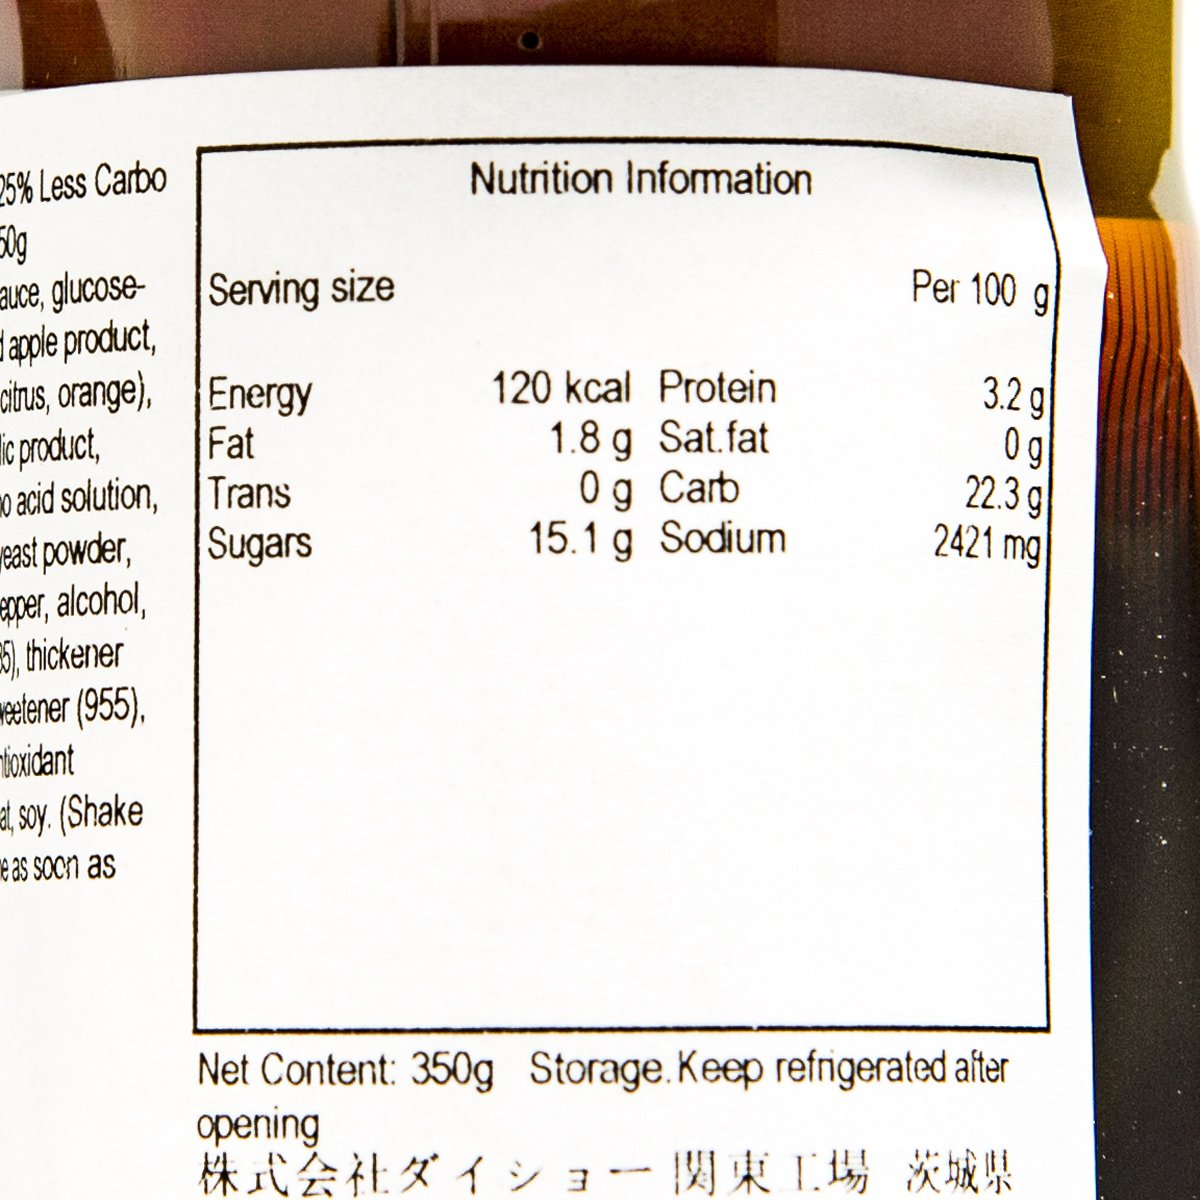 25% Less Carbo
50g
auce, glucose-
apple product,
citrus, orange),
lic product,
o acid solution,
yeast powder,
epper, alcohol,
35), thickener
weetener (955),
ntioxidant
at, soy. (Shake
e as soon as
Nutrition Information
Serving size Per 100 g
Energy 120 kcal Protein 3.2 g
Fat 1.8 g Sat.fat 0 g
Trans 0 g Carb 22.3 g
Sugars 15.1 g Sodium 2421 mg
Net Content: 350g Storage.Keep refrigerated after
opening
株式会社ダイショー関東工場 茨城県